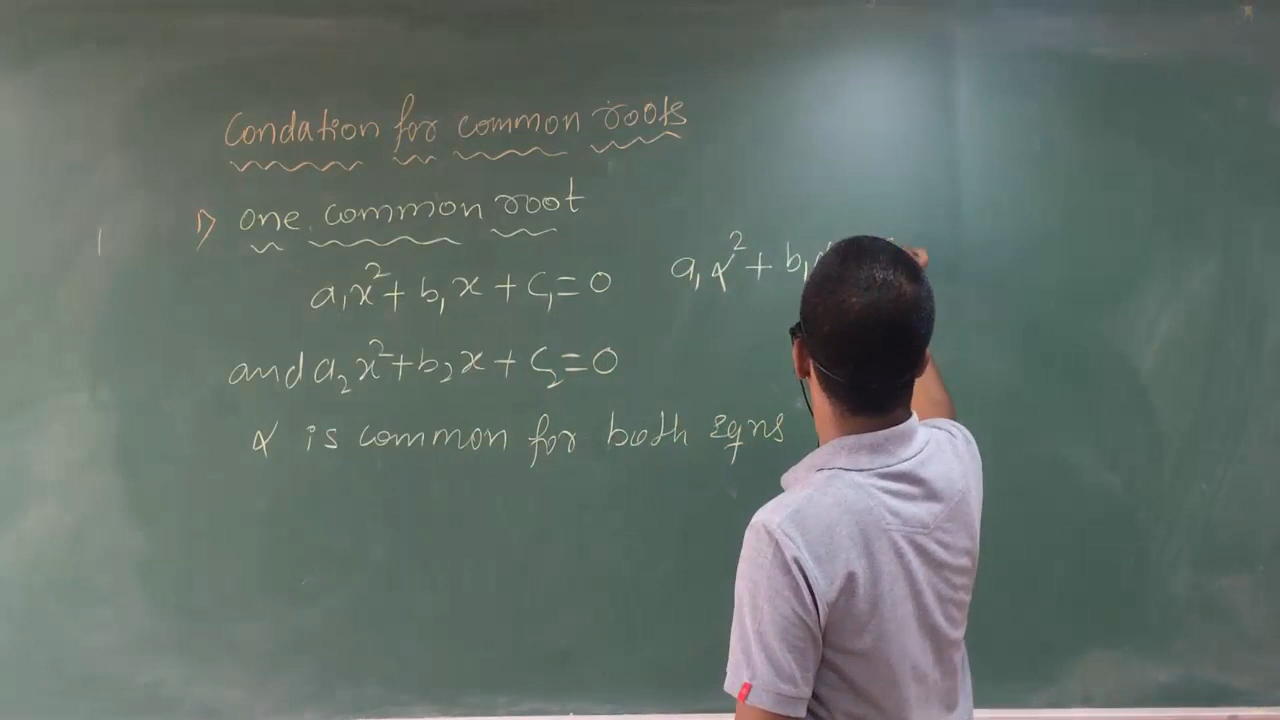 Condation for common roots
1) one common root
a₁x² + b₁x + c₁ = 0
and a₂x² + b₂x + c₂ = 0
α is common for both eqns
a₁α² + b₁